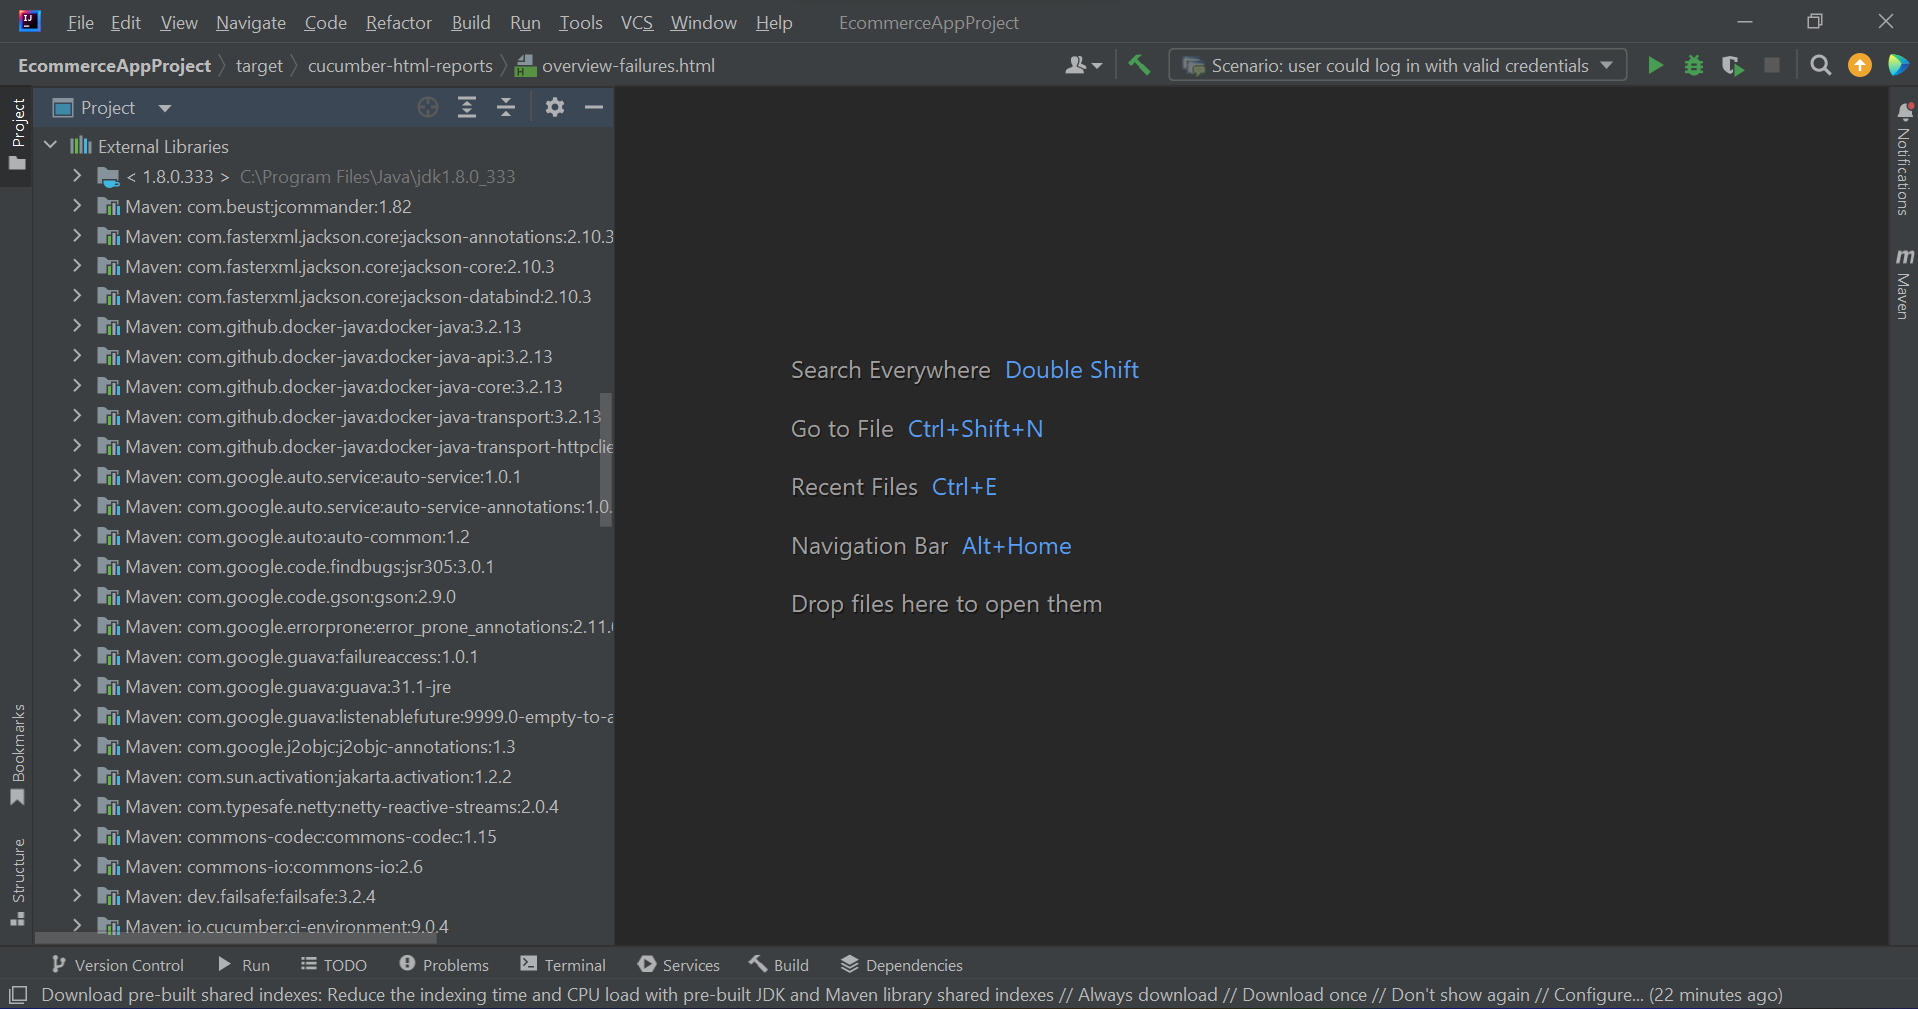 File Edit View Navigate Code Refactor Build Run Tools VCS Window Help EcommerceAppProject
EcommerceAppProject target cucumber-html-reports overview-failures.html Scenario: user could log in with valid credentials
Project
Project
External Libraries
< 1.8.0.333 > C:\Program Files\Java\jdk1.8.0_333
Maven: com.beust:jcommander:1.82
Maven: com.fasterxml.jackson.core:jackson-annotations:2.10.3
Maven: com.fasterxml.jackson.core:jackson-core:2.10.3
Maven: com.fasterxml.jackson.core:jackson-databind:2.10.3
Maven: com.github.docker-java:docker-java:3.2.13
Maven: com.github.docker-java:docker-java-api:3.2.13
Maven: com.github.docker-java:docker-java-core:3.2.13
Maven: com.github.docker-java:docker-java-transport:3.2.13
Maven: com.github.docker-java:docker-java-transport-httpclie
Maven: com.google.auto.service:auto-service:1.0.1
Maven: com.google.auto.service:auto-service-annotations:1.0.
Maven: com.google.auto:auto-common:1.2
Maven: com.google.code.findbugs:jsr305:3.0.1
Maven: com.google.code.gson:gson:2.9.0
Maven: com.google.errorprone:error_prone_annotations:2.11.
Maven: com.google.guava:failureaccess:1.0.1
Maven: com.google.guava:guava:31.1-jre
Maven: com.google.guava:listenablefuture:9999.0-empty-to-a
Maven: com.google.j2objc:j2objc-annotations:1.3
Maven: com.sun.activation:jakarta.activation:1.2.2
Maven: com.typesafe.netty:netty-reactive-streams:2.0.4
Maven: commons-codec:commons-codec:1.15
Maven: commons-io:commons-io:2.6
Maven: dev.failsafe:failsafe:3.2.4
Maven: io.cucumber:ci-environment:9.0.4
Bookmarks
Structure
Search Everywhere Double Shift
Go to File Ctrl+Shift+N
Recent Files Ctrl+E
Navigation Bar Alt+Home
Drop files here to open them
Notifications
m Maven
Version Control Run TODO Problems Terminal Services Build Dependencies
Download pre-built shared indexes: Reduce the indexing time and CPU load with pre-built JDK and Maven library shared indexes // Always download // Download once // Don't show again // Configure... (22 minutes ago)